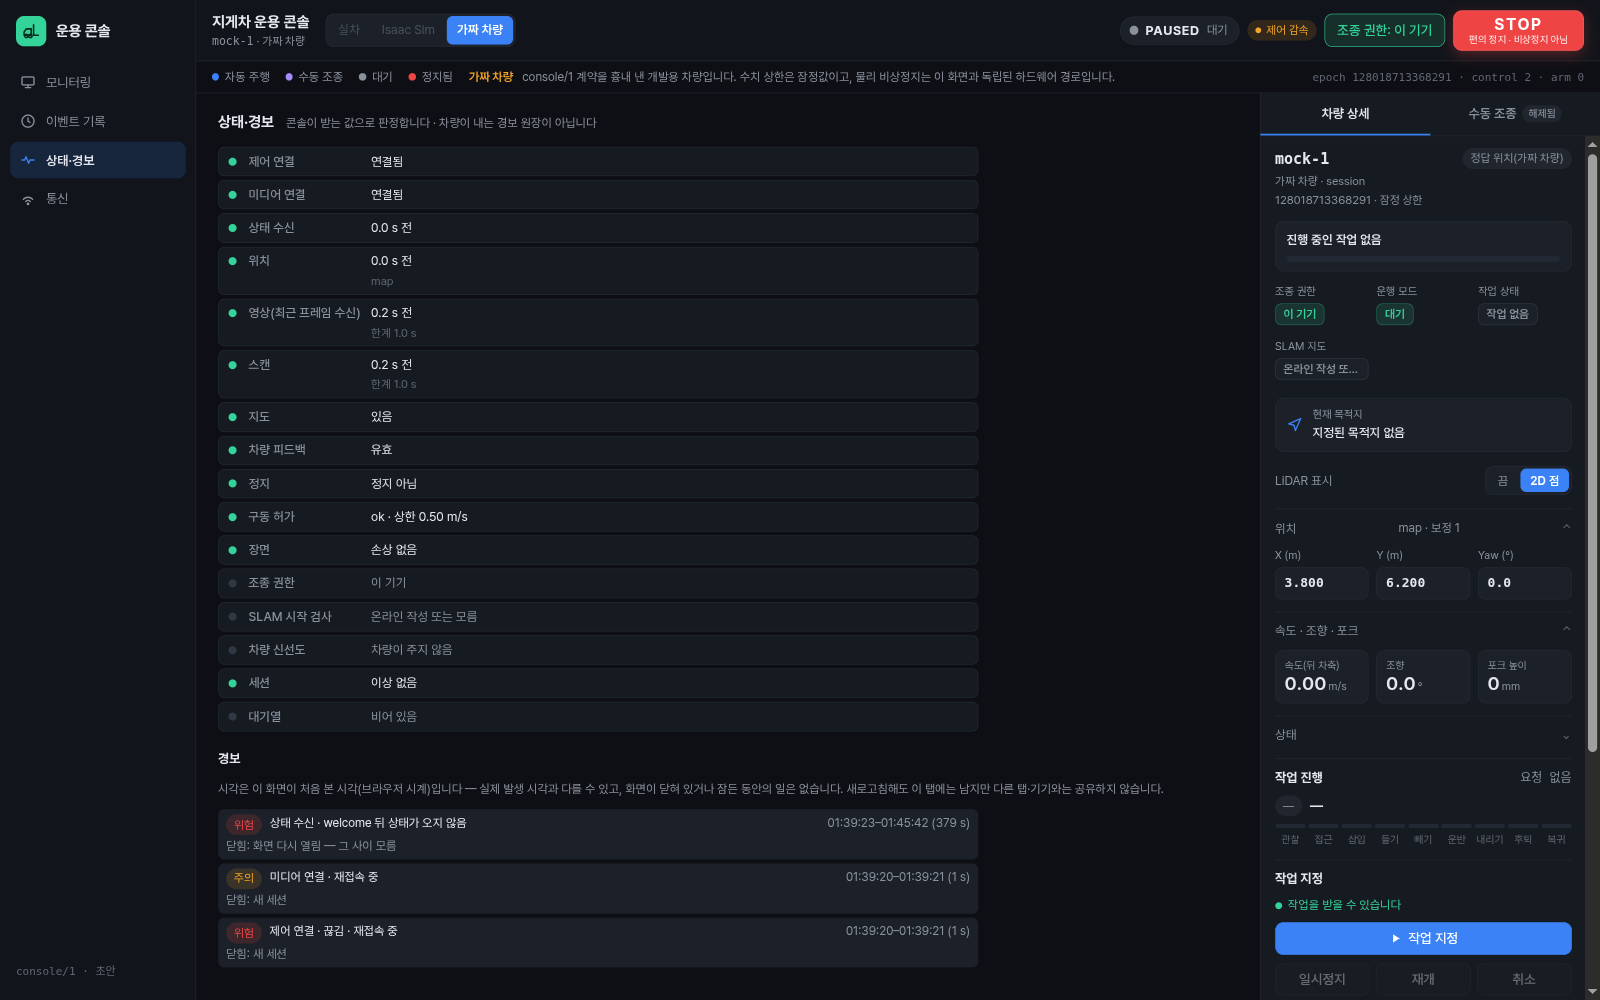 운용 콘솔
모니터링
이벤트 기록
상태·경보
통신
console/1 · 초안
지게차 운용 콘솔
mock-1 · 가짜 차량
실차 Isaac Sim 가짜 차량
PAUSED 대기
제어 감속
조종 권한: 이 기기
STOP
편의 정지 · 비상정지 아님
자동 주행 수동 조종 대기 정지됨 가짜 차량 console/1 계약을 흉내 낸 개발용 차량입니다. 수치 상한은 잠정값이고, 물리 비상정지는 이 화면과 독립된 하드웨어 경로입니다.
epoch 128018713368291 · control 2 · arm 0
상태·경보 콘솔이 받는 값으로 판정합니다 · 차량이 내는 경보 원장이 아닙니다
제어 연결 연결됨
미디어 연결 연결됨
상태 수신 0.0 s 전
위치 0.0 s 전
map
영상(최근 프레임 수신) 0.2 s 전
한계 1.0 s
스캔 0.2 s 전
한계 1.0 s
지도 있음
차량 피드백 유효
정지 정지 아님
구동 허가 ok · 상한 0.50 m/s
장면 손상 없음
조종 권한 이 기기
SLAM 시작 검사 온라인 작성 또는 모름
차량 신선도 차량이 주지 않음
세션 이상 없음
대기열 비어 있음
경보
시각은 이 화면이 처음 본 시각(브라우저 시계)입니다 — 실제 발생 시각과 다를 수 있고, 화면이 닫혀 있거나 잠든 동안의 일은 없습니다. 새로고침해도 이 탭에는 남지만 다른 탭·기기와는 공유하지 않습니다.
위험 상태 수신 · welcome 뒤 상태가 오지 않음 01:39:23–01:45:42 (379 s)
닫힘: 화면 다시 열림 — 그 사이 모름
주의 미디어 연결 · 재접속 중 01:39:20–01:39:21 (1 s)
닫힘: 새 세션
위험 제어 연결 · 끊김 · 재접속 중 01:39:20–01:39:21 (1 s)
닫힘: 새 세션
차량 상세 수동 조종 해제됨
mock-1 정답 위치(가짜 차량)
가짜 차량 · session
128018713368291 · 잠정 상한
진행 중인 작업 없음
조종 권한 운행 모드 작업 상태
이 기기 대기 작업 없음
SLAM 지도
온라인 작성 또…
현재 목적지
지정된 목적지 없음
LiDAR 표시 끔 2D 점
위치 map · 보정 1
X (m) Y (m) Yaw (°)
3.800 6.200 0.0
속도 · 조향 · 포크
속도(뒤 차축) 조향 포크 높이
0.00 m/s 0.0 ° 0 mm
상태
작업 진행 요청 없음
— —
관찰 접근 삽입 들기 빼기 운반 내리기 후퇴 복귀
작업 지정
작업을 받을 수 있습니다
작업 지정
일시정지 재개 취소